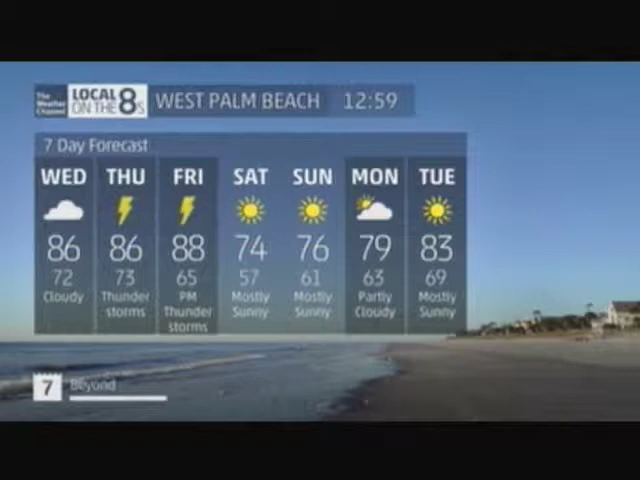 The Weather Channel
LOCAL ON THE 8s
WEST PALM BEACH 12:59
7 Day Forecast
WED THU FRI SAT SUN MON TUE
86 86 88 74 76 79 83
72 73 65 57 61 63 69
Cloudy Thunder storms PM Thunder storms Mostly Sunny Mostly Sunny Partly Cloudy Mostly Sunny
7 Beyond